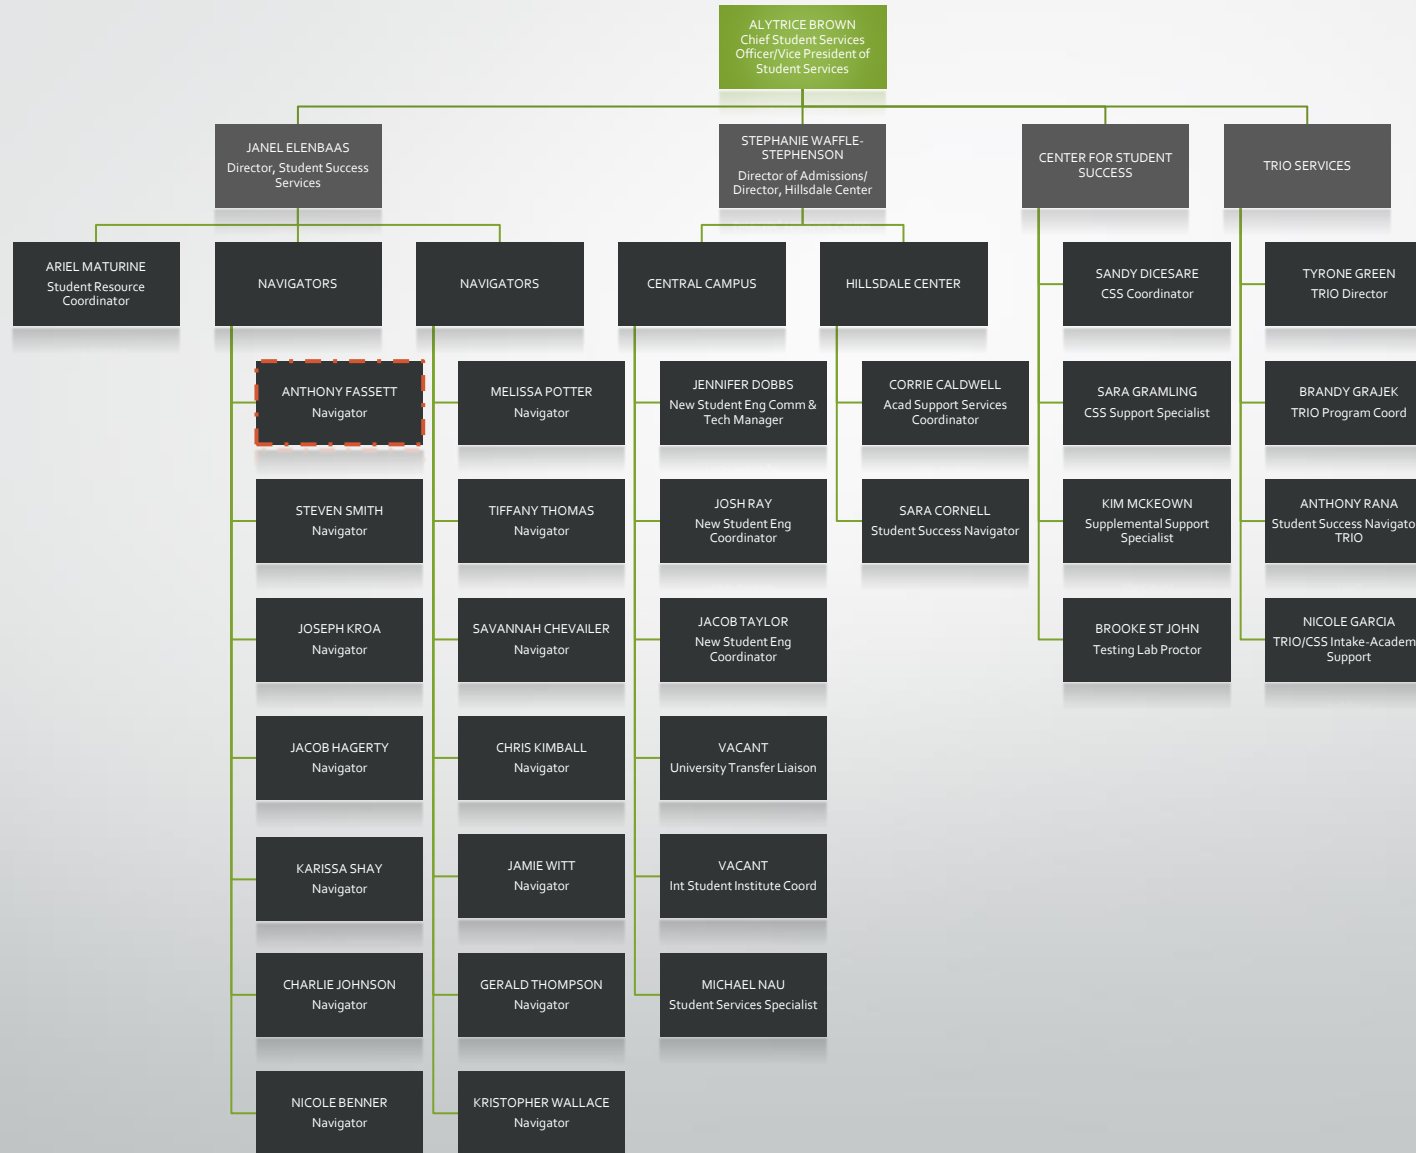 ALYTRICE BROWN
Chief Student Services
Officer/Vice President of
Student Services
JANEL ELENBAAS
Director, Student Success
Services
STEPHANIE WAFFLE-
STEPHENSON
Director of Admissions/
Director, Hillsdale Center
CENTER FOR STUDENT
SUCCESS
TRIO SERVICES
ARIEL MATURINE
Student Resource
Coordinator
NAVIGATORS
NAVIGATORS
CENTRAL CAMPUS
HILLSDALE CENTER
SANDY DICESARE
CSS Coordinator
TYRONE GREEN
TRIO Director
ANTHONY FASSETT
Navigator
MELISSA POTTER
Navigator
JENNIFER DOBBS
New Student Eng Comm &
Tech Manager
CORRIE CALDWELL
Acad Support Services
Coordinator
SARA GRAMLING
CSS Support Specialist
BRANDY GRAJEK
TRIO Program Coord
STEVEN SMITH
Navigator
TIFFANY THOMAS
Navigator
JOSH RAY
New Student Eng
Coordinator
SARA CORNELL
Student Success Navigator
KIM MCKEOWN
Supplemental Support
Specialist
ANTHONY RANA
Student Success Navigato
TRIO
JOSEPH KROA
Navigator
SAVANNAH CHEVAILER
Navigator
JACOB TAYLOR
New Student Eng
Coordinator
BROOKE ST JOHN
Testing Lab Proctor
NICOLE GARCIA
TRIO/CSS Intake-Academ
Support
JACOB HAGERTY
Navigator
CHRIS KIMBALL
Navigator
VACANT
University Transfer Liaison
KARISSA SHAY
Navigator
JAMIE WITT
Navigator
VACANT
Int Student Institute Coord
CHARLIE JOHNSON
Navigator
GERALD THOMPSON
Navigator
MICHAEL NAU
Student Services Specialist
NICOLE BENNER
Navigator
KRISTOPHER WALLACE
Navigator